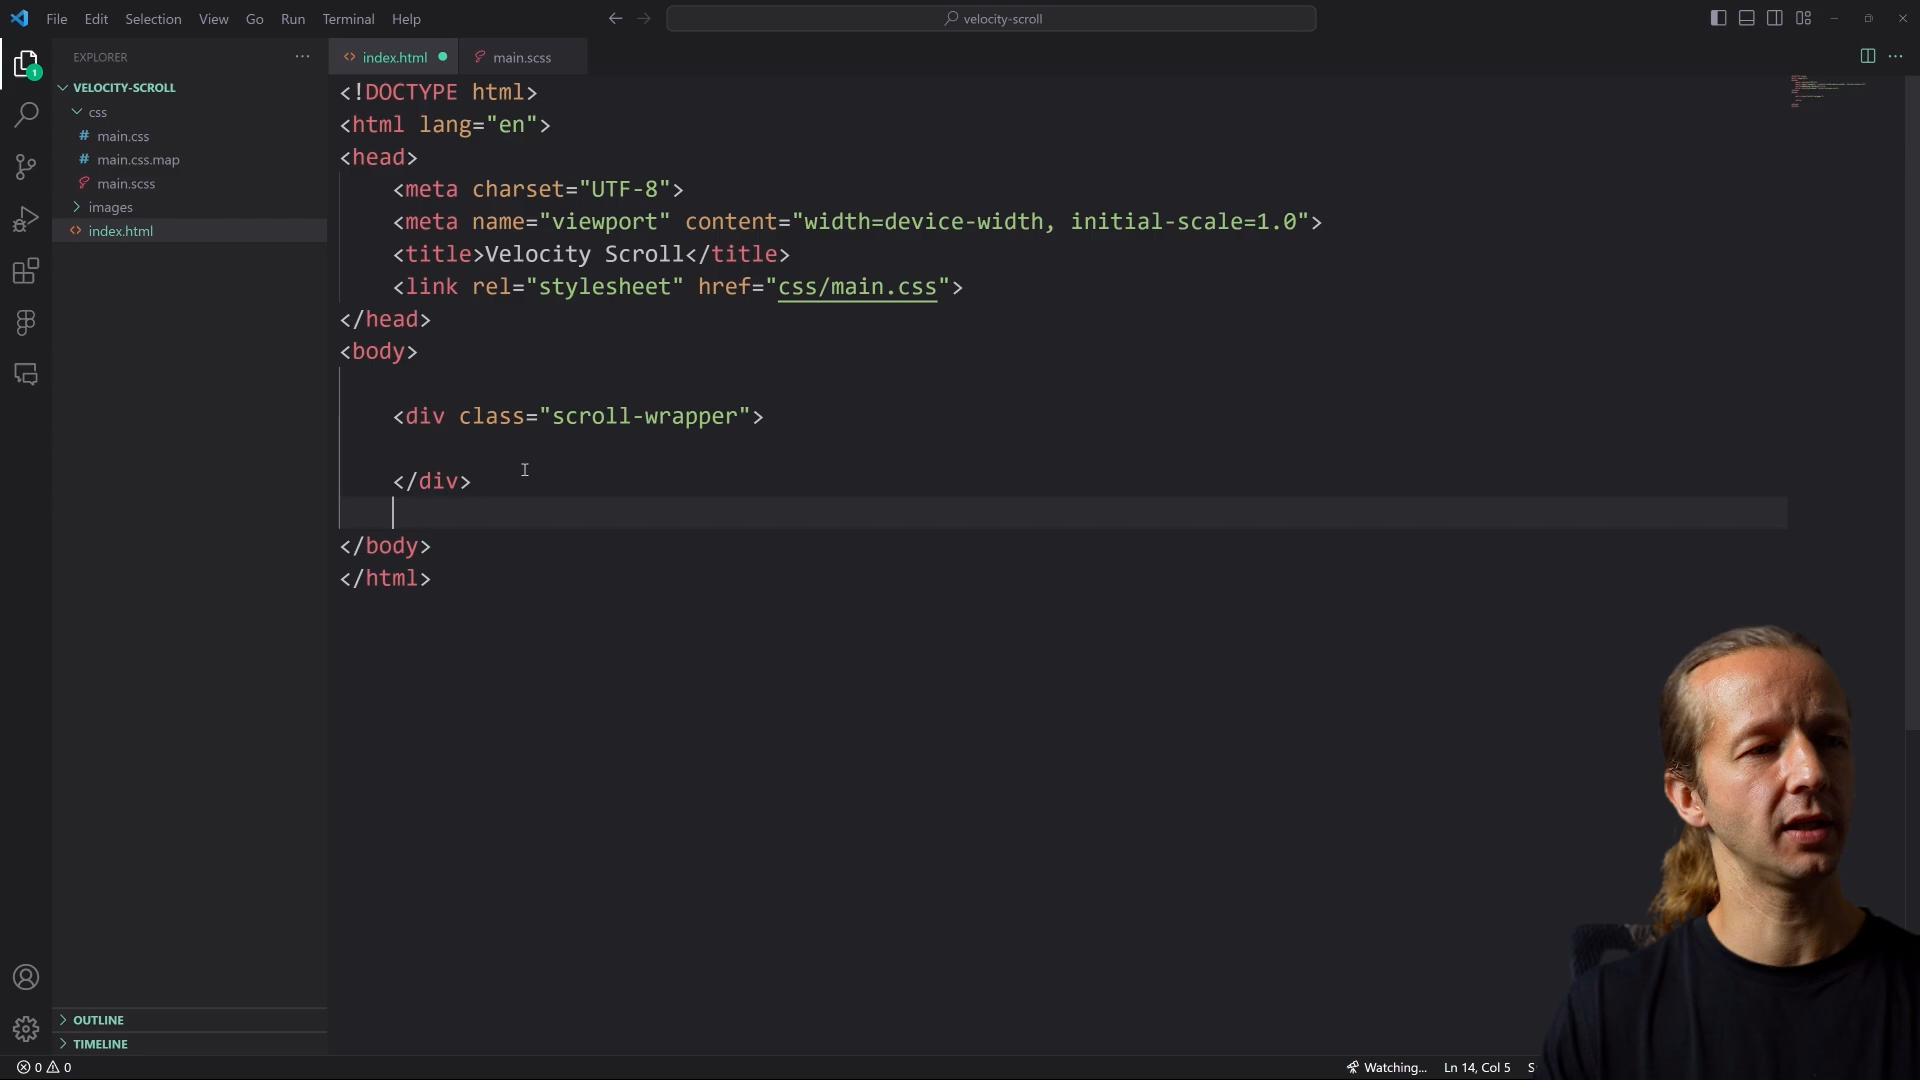 File Edit Selection View Go Run Terminal Help
velocity-scroll
EXPLORER
1
VELOCITY-SCROLL
css
# main.css
# main.css.map
main.scss
images
<> index.html
<> index.html
main.scss
<!DOCTYPE html>
<html lang="en">
<head>
<meta charset="UTF-8">
<meta name="viewport" content="width=device-width, initial-scale=1.0">
<title>Velocity Scroll</title>
<link rel="stylesheet" href="css/main.css">
</head>
<body>
<div class="scroll-wrapper">
</div>
</body>
</html>
OUTLINE
TIMELINE
0 0
Watching... Ln 14, Col 5 S